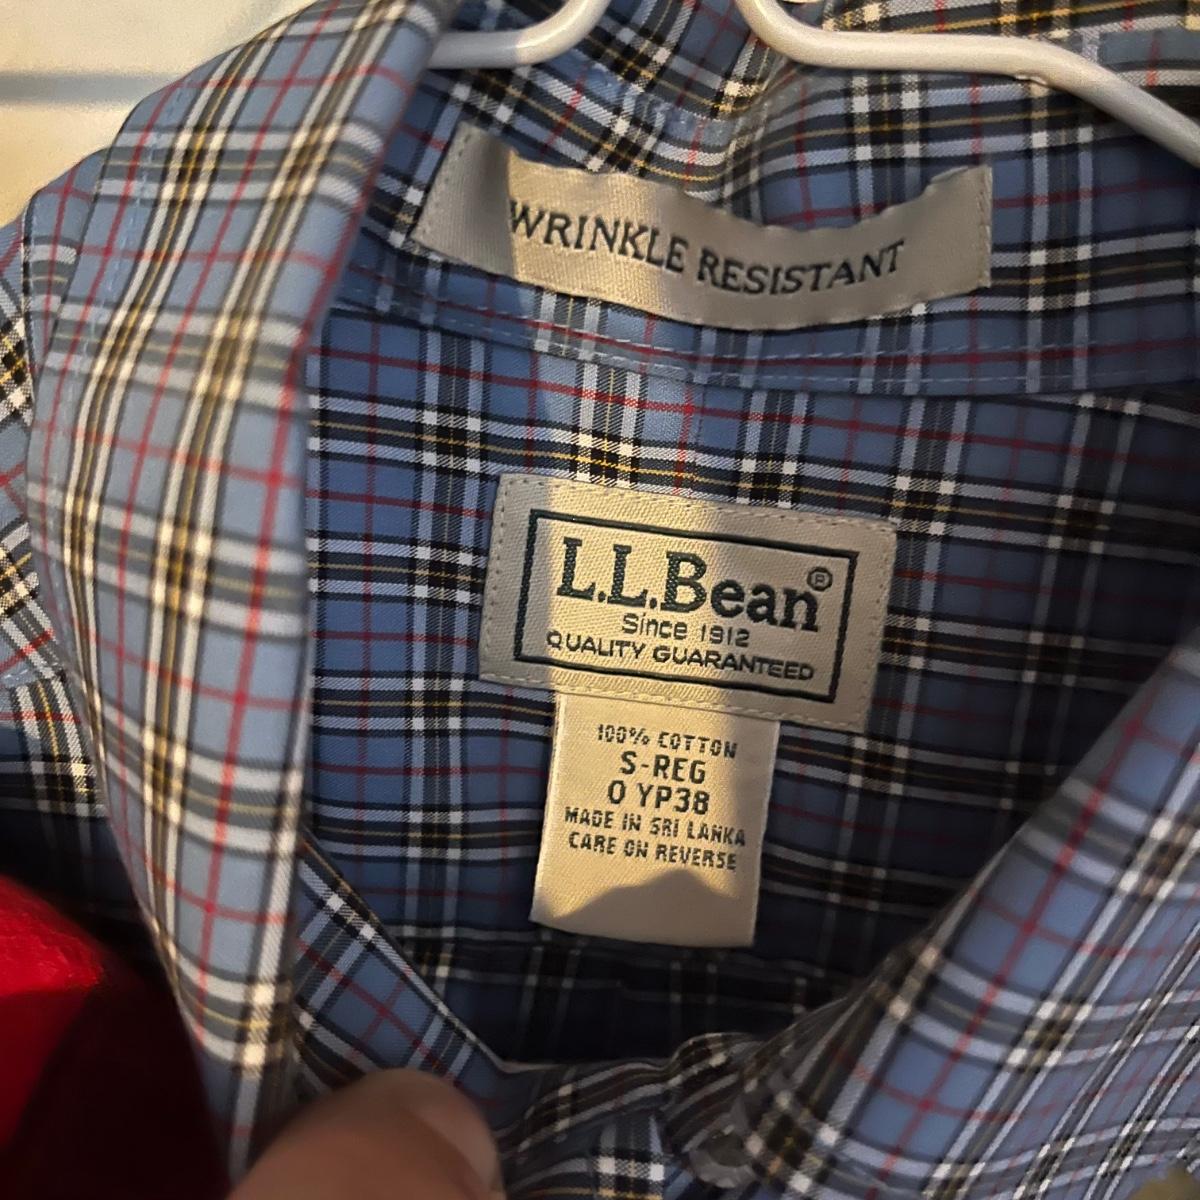 WRINKLE RESISTANT
L.L.Bean®
Since 1912
QUALITY GUARANTEED
100% COTTON
S-REG
0 YP38
MADE IN SRI LANKA
CARE ON REVERSE